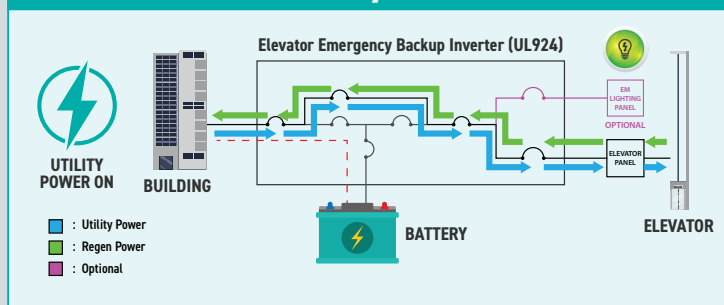 Elevator Emergency Backup Inverter (UL924)
EM
LIGHTING
PANEL
OPTIONAL
ELEVATOR
PANEL
UTILITY
POWER ON
BUILDING
BATTERY
ELEVATOR
: Utility Power
: Regen Power
: Optional